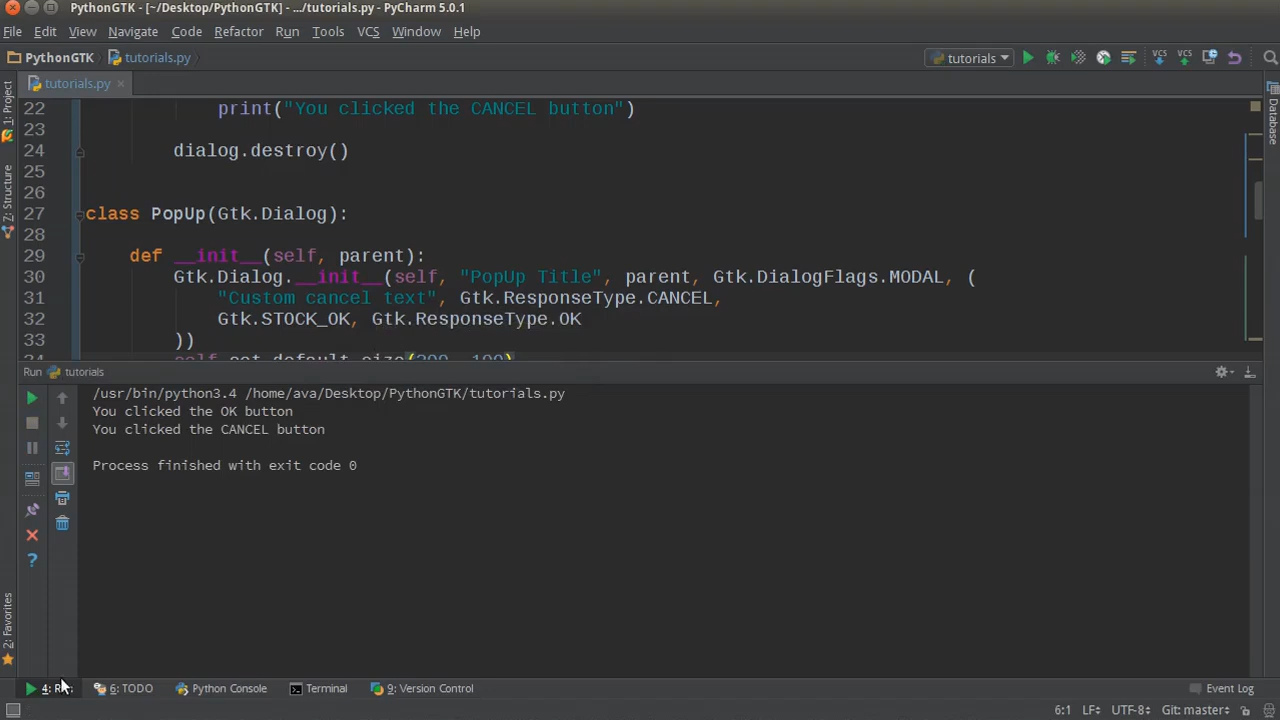 PythonGTK - [~/Desktop/PythonGTK] - .../tutorials.py - PyCharm 5.0.1
File Edit View Navigate Code Refactor Run Tools VCS Window Help
PythonGTK tutorials.py tutorials VCS VCS
tutorials.py
1: Project
Z: Structure
2: Favorites
Database
22 print("You clicked the CANCEL button")
23
24 dialog.destroy()
25
26
27 class PopUp(Gtk.Dialog):
28
29 def __init__(self, parent):
30 Gtk.Dialog.__init__(self, "PopUp Title", parent, Gtk.DialogFlags.MODAL, (
31 "Custom cancel text", Gtk.ResponseType.CANCEL,
32 Gtk.STOCK_OK, Gtk.ResponseType.OK
33 ))
34 self.set_default_size(200, 100)
Run tutorials
/usr/bin/python3.4 /home/ava/Desktop/PythonGTK/tutorials.py
You clicked the OK button
You clicked the CANCEL button
Process finished with exit code 0
4: Run 6: TODO Python Console Terminal 9: Version Control Event Log
6:1 LF÷ UTF-8÷ Git: master÷